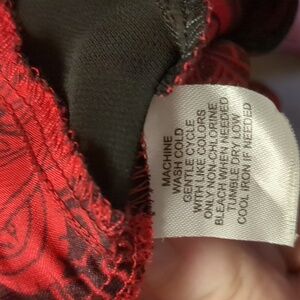 MACHINE
WASH COLD
GENTLE CYCLE
WITH LIKE COLORS
ONLY NON-CHLORINE
BLEACH WHEN NEEDED
TUMBLE DRY LOW
COOL IRON IF NEEDED